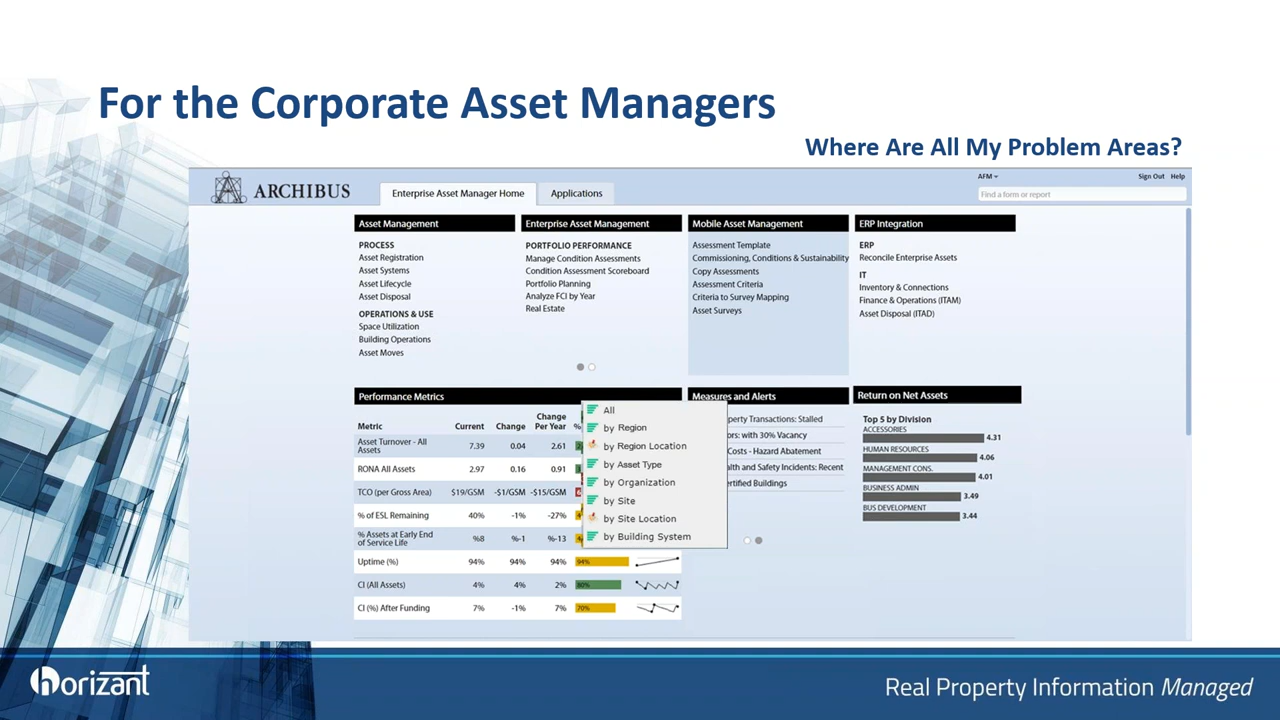 For the Corporate Asset Managers
Where Are All My Problem Areas?
ARCHIBUS
Enterprise Asset Manager Home
Applications
AFM
Sign Out Help
Find a form or report
Asset Management
PROCESS
Asset Registration
Asset Systems
Asset Lifecycle
Asset Disposal
OPERATIONS & USE
Space Utilization
Building Operations
Asset Moves
Enterprise Asset Management
PORTFOLIO PERFORMANCE
Manage Condition Assessments
Condition Assessment Scoreboard
Portfolio Planning
Analyze FCI by Year
Real Estate
Mobile Asset Management
Assessment Template
Commissioning, Conditions & Sustainability
Copy Assessments
Assessment Criteria
Criteria to Survey Mapping
Asset Surveys
ERP Integration
ERP
Reconcile Enterprise Assets
IT
Inventory & Connections
Finance & Operations (ITAM)
Asset Disposal (ITAD)
Performance Metrics
Metric Current Change Change Per Year %
Asset Turnover - All Assets 7.39 0.04 2.61
RONA All Assets 2.97 0.16 0.91
TCO (per Gross Area) $19/GSM -$1/GSM -$15/GSM
% of ESL Remaining 40% -1% -27%
% Assets at Early End of Service Life %8 %-1 %-13
Uptime (%) 94% 94% 94% 94%
CI (All Assets) 4% 4% 2% 80%
CI (%) After Funding 7% -1% 7% 70%
All
by Region
by Region Location
by Asset Type
by Organization
by Site
by Site Location
by Building System
Measures and Alerts
perty Transactions: Stalled
ors: with 30% Vacancy
Costs - Hazard Abatement
alth and Safety Incidents: Recent
ertified Buildings
Return on Net Assets
Top 5 by Division
ACCESSORIES
4.31
HUMAN RESOURCES
4.06
MANAGEMENT CONS.
4.01
BUSINESS ADMIN
3.49
BUS DEVELOPMENT
3.44
horizant
Real Property Information Managed